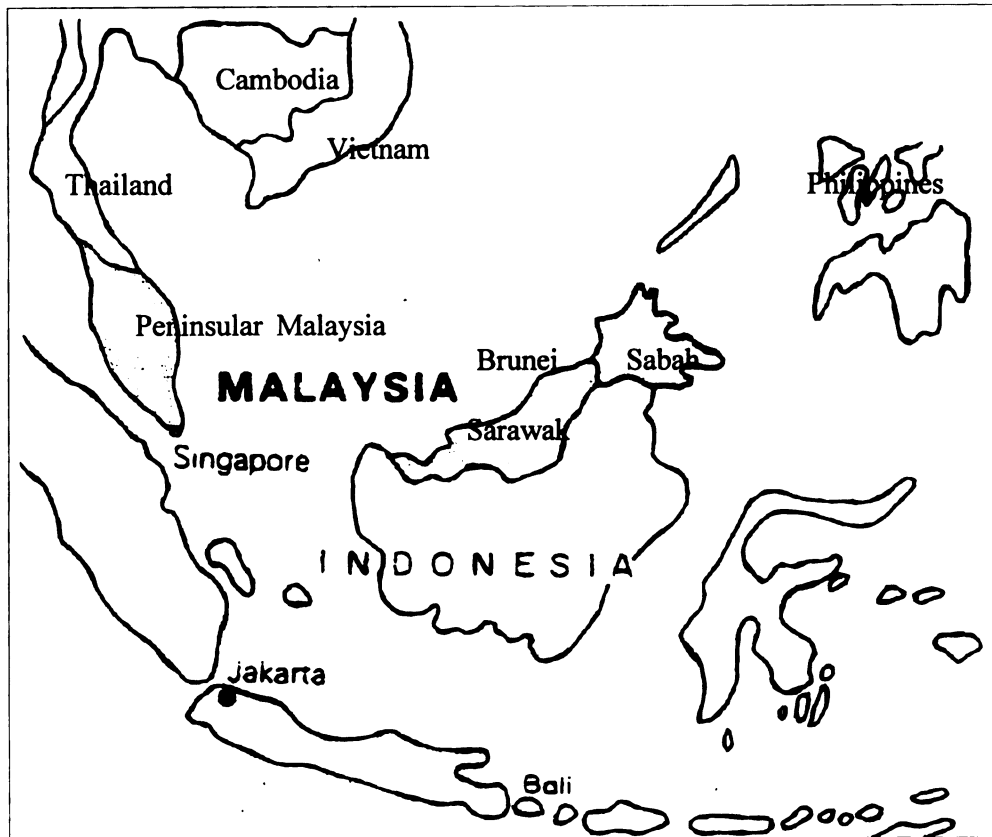 Cambodia
Vietnam
Thailand
Philippines
Peninsular Malaysia
Brunei
Sabah
MALAYSIA
Sarawak
Singapore
INDONESIA
Jakarta
Bali